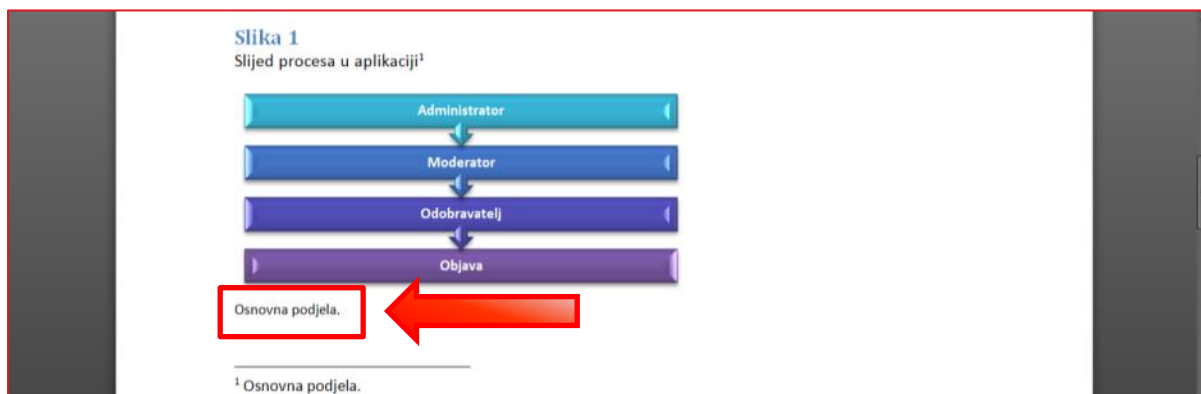 Slika 1
Slijed procesa u aplikaciji¹
Administrator
Moderator
Odobravatelj
Objava
Osnovna podjela.
¹ Osnovna podjela.